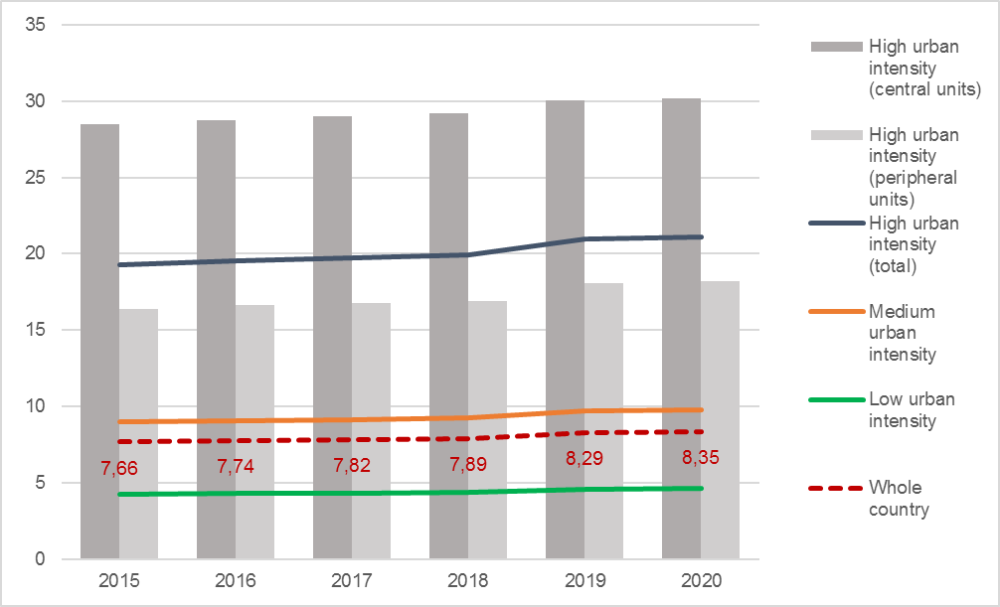 35
30
25
20
15
10
5
0
7,66
7,74
7,82
7,89
8,29
8,35
2015
2016
2017
2018
2019
2020
High urban
intensity
(central units)
High urban
intensity
(peripheral
units)
High urban
intensity
(total)
Medium
urban
intensity
Low urban
intensity
Whole
country